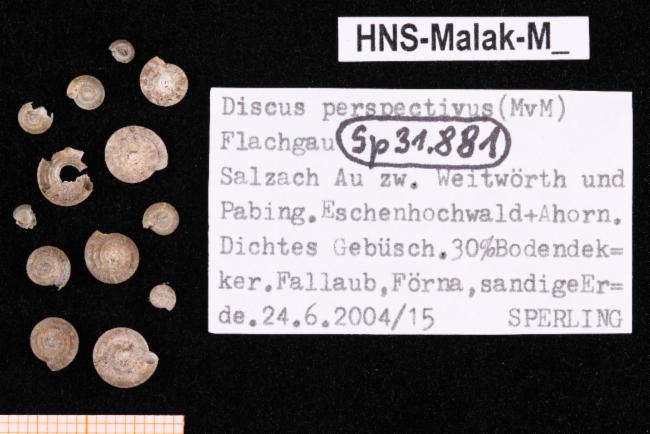 HNS-Malak-M_
Discus perspectivus(MvM)
Flachgau Sp31.881
Salzach Au zw. Weitwörth und
Pabing.Eschenhochwald+Ahorn.
Dichtes Gebüsch.30%Bodendek=
ker.Fallaub,Förna,sandigeEr=
de.24.6.2004/15 SPERLING